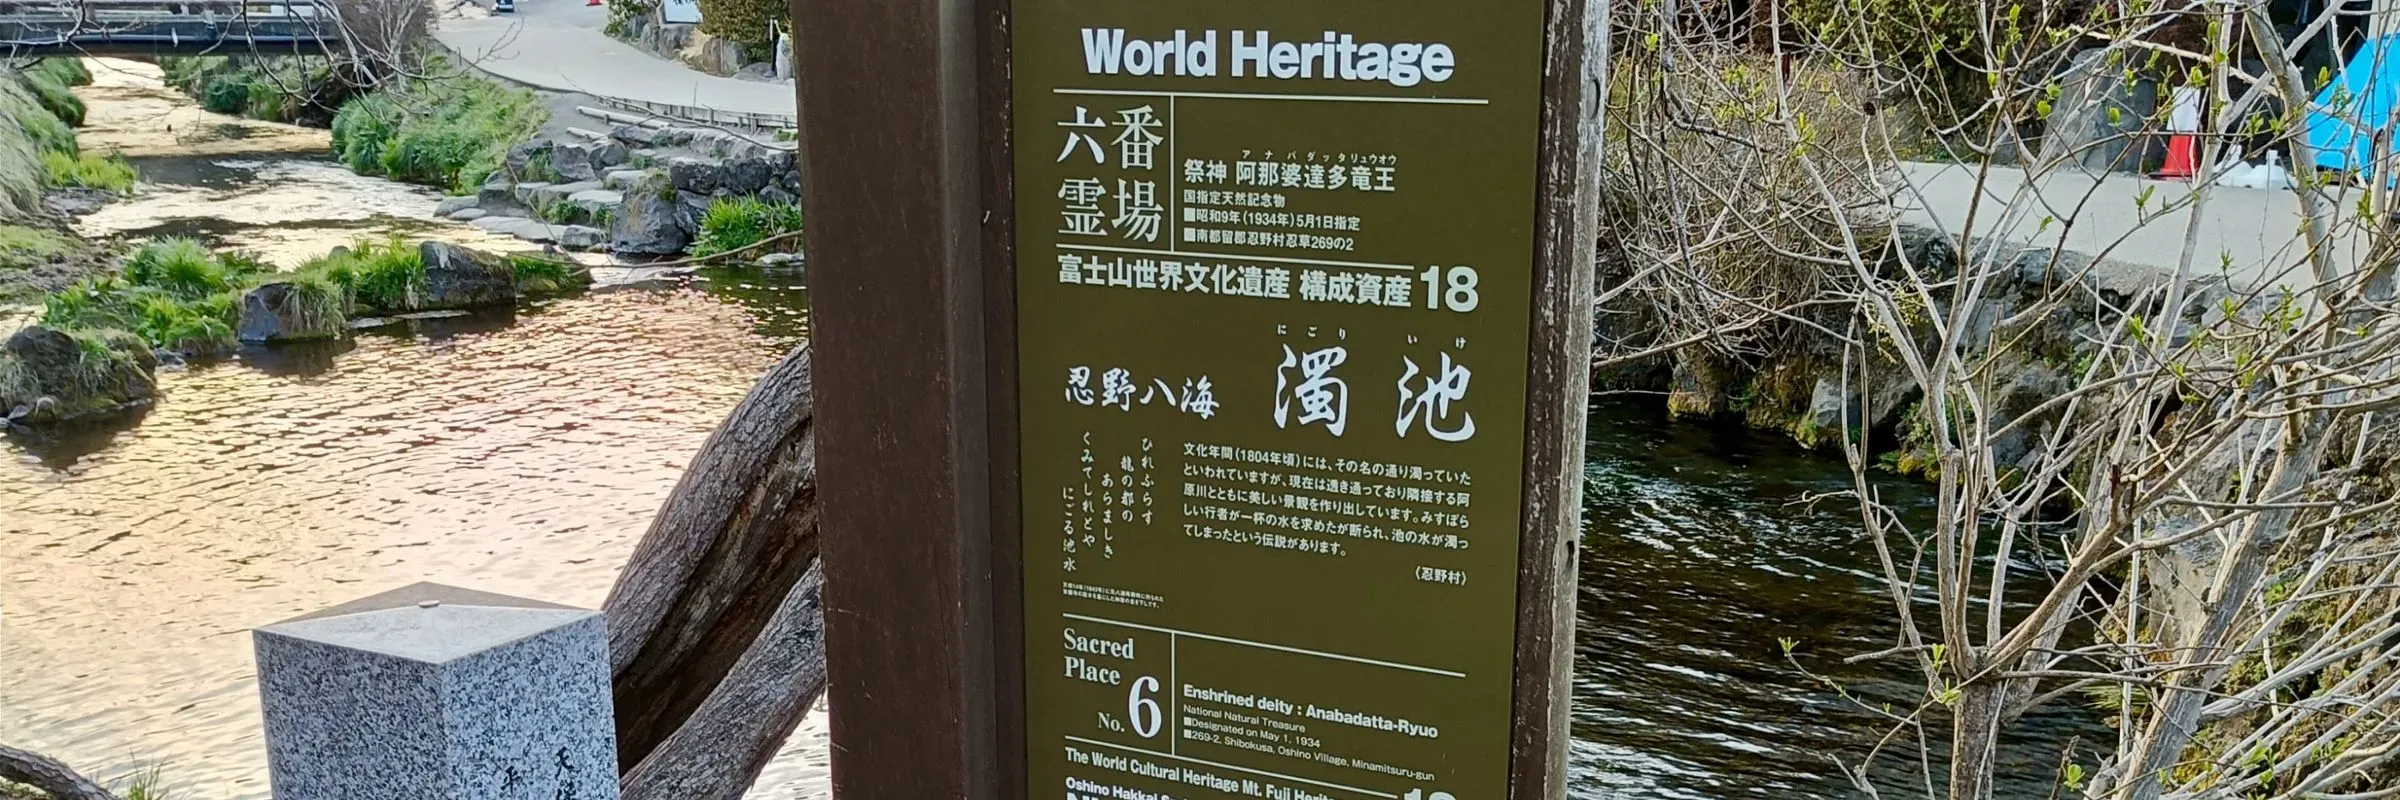 World Heritage
六番
霊場
アナバダッタリュウオウ
祭神 阿那婆達多竜王
国指定天然記念物
■昭和9年(1934年)5月1日指定
■南都留郡忍野村忍草269の2
富士山世界文化遺産 構成資産18
にごり いけ
忍野八海 濁池
文化年間(1804年頃)には、その名の通り濁っていた
といわれていますが、現在は透き通っており隣接する阿
原川とともに美しい景観を作り出しています。みすぼら
しい行者が一杯の水を求めたが断られ、池の水が濁っ
てしまったという伝説があります。
〈忍野村〉
ひれふらす
龍の都の
あらましき
くみてしれとや
にごる池水
Sacred
Place
No.6
Enshrined deity : Anabadatta-Ryuo
National Natural Treasure
■Designated on May 1, 1934
■269-2, Shibokusa, Oshino Village, Minamitsuru-gun
The World Cultural Heritage Mt. Fuji
Oshino Hakkai